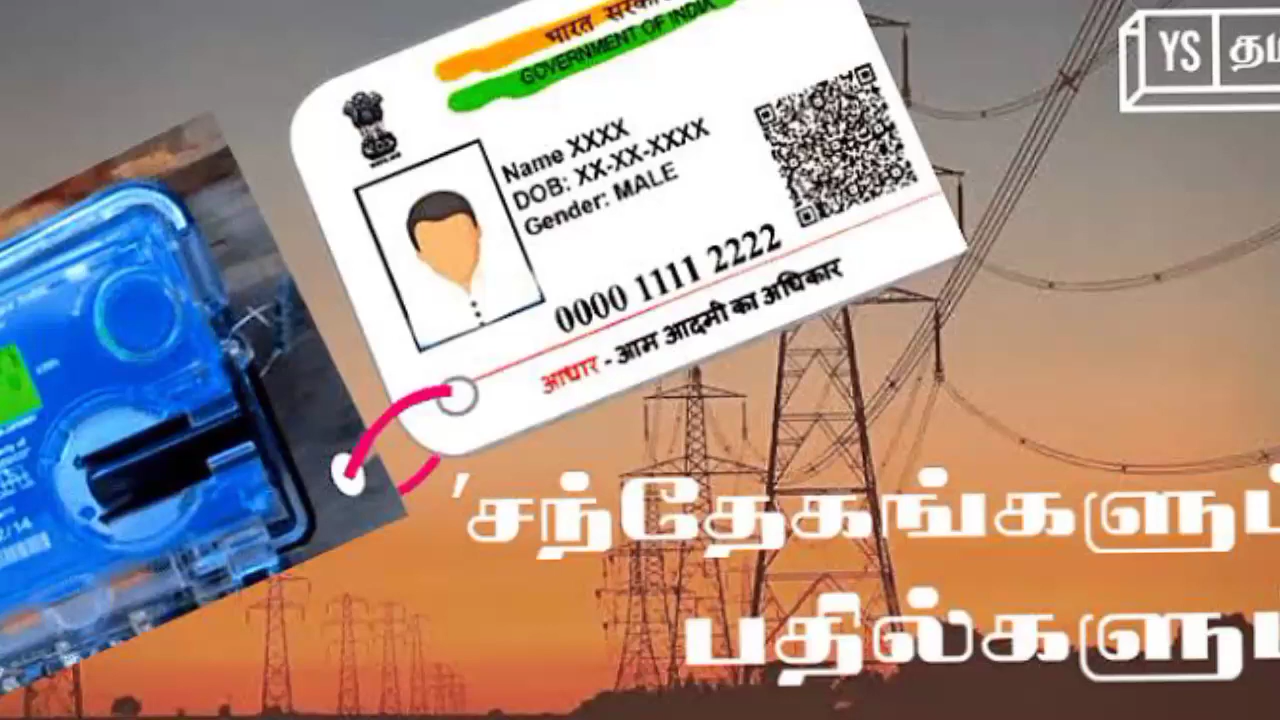 भारत सरकार
GOVERNMENT OF INDIA
YS
Name XXXX
DOB: XX-XX-XXXX
Gender: MALE
0000 1111 2222
आधार - आम आदमी का अधिकार
'சந்தேகங்களும்
பதில்களும்